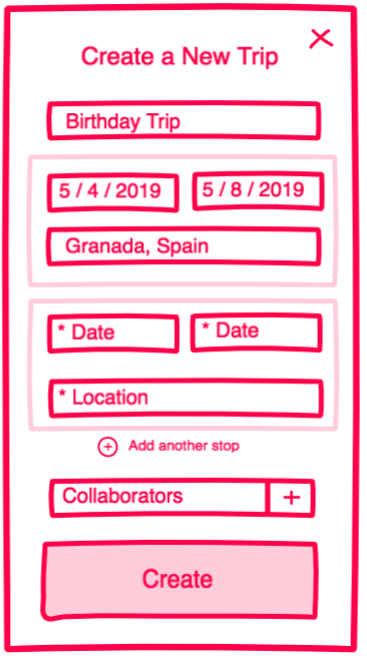 Create a New Trip
Birthday Trip
5 / 4 / 2019 5 / 8 / 2019
Granada, Spain
* Date * Date
* Location
Add another stop
Collaborators +
Create